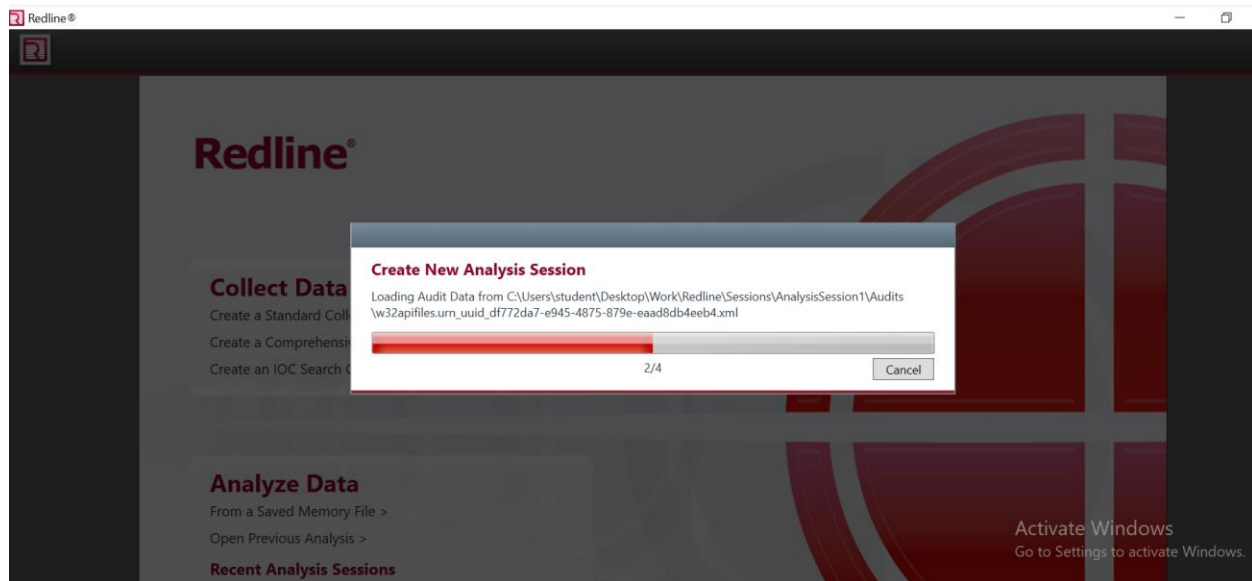 Redline®
Redline®
Create New Analysis Session
Loading Audit Data from C:\Users\student\Desktop\Work\Redline\Sessions\AnalysisSession1\Audits
\w32apifiles.urn_uuid_df772da7-e945-4875-879e-eaad8db4eeb4.xml
2/4
Cancel
Collect Data
Create a Standard Coll
Create a Comprehensiv
Create an IOC Search
Analyze Data
From a Saved Memory File >
Open Previous Analysis >
Recent Analysis Sessions
Activate Windows
Go to Settings to activate Windows.